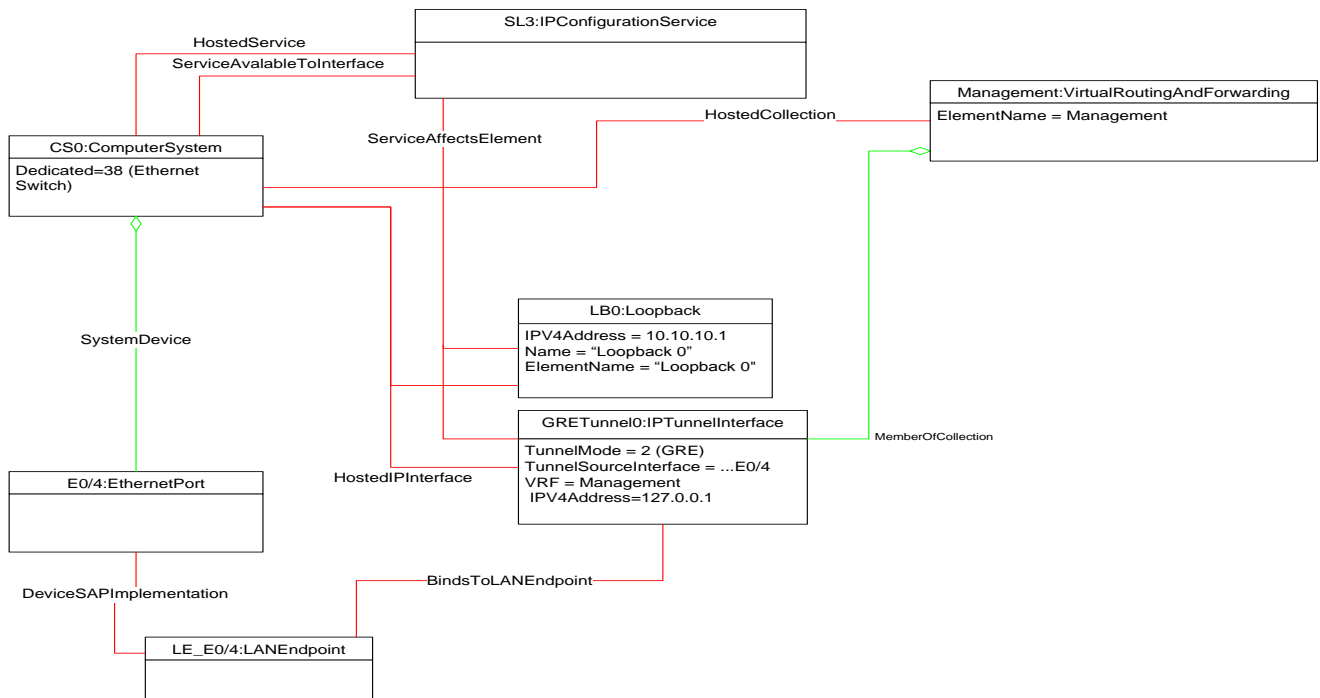 SL3:IPConfigurationService
HostedService
ServiceAvalableToInterface
Management:VirtualRoutingAndForwarding
ElementName = Management
HostedCollection
ServiceAffectsElement
CS0:ComputerSystem
Dedicated=38 (Ethernet
Switch)
LB0:Loopback
IPV4Address = 10.10.10.1
Name = “Loopback 0”
ElementName = “Loopback 0"
SystemDevice
GRETunnel0:IPTunnelInterface
TunnelMode = 2 (GRE)
TunnelSourceInterface = ...E0/4
VRF = Management
IPV4Address=127.0.0.1
MemberOfCollection
HostedIPInterface
E0/4:EthernetPort
BindsToLANEndpoint
DeviceSAPImplementation
LE_E0/4:LANEndpoint